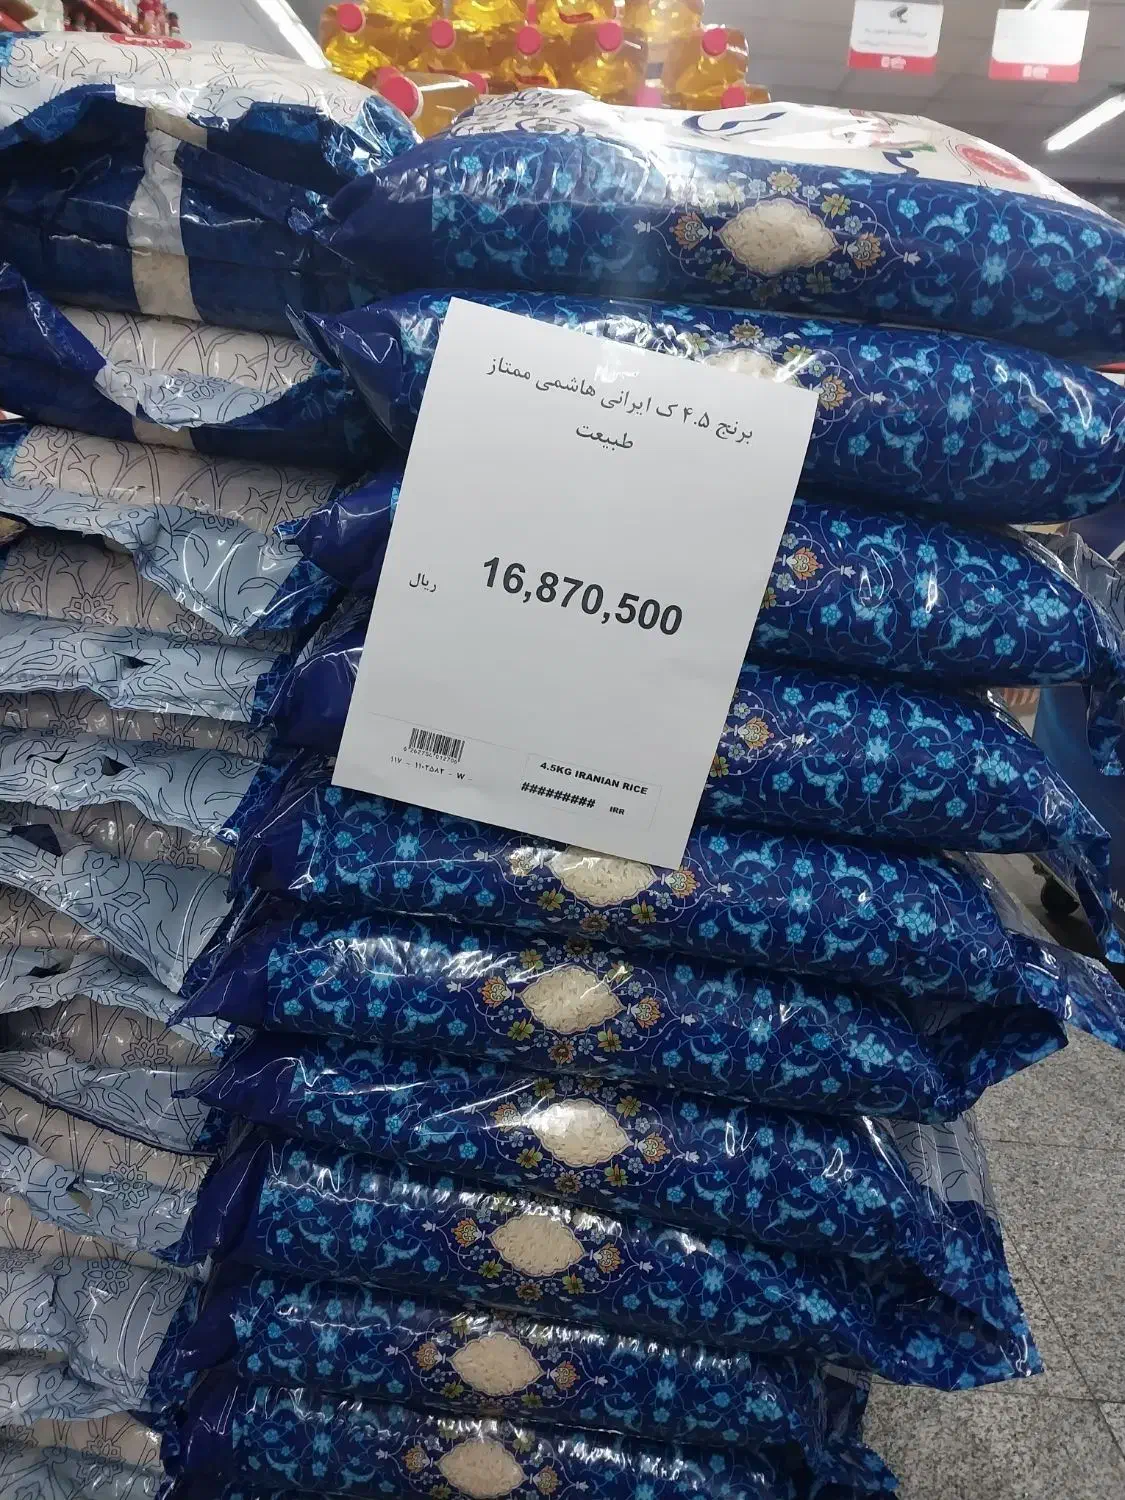 برنج ۴.۵ ک ایرانی هاشمی ممتاز
طبیعت
16,870,500 ریال
4.5KG IRANIAN RICE
######### IRR